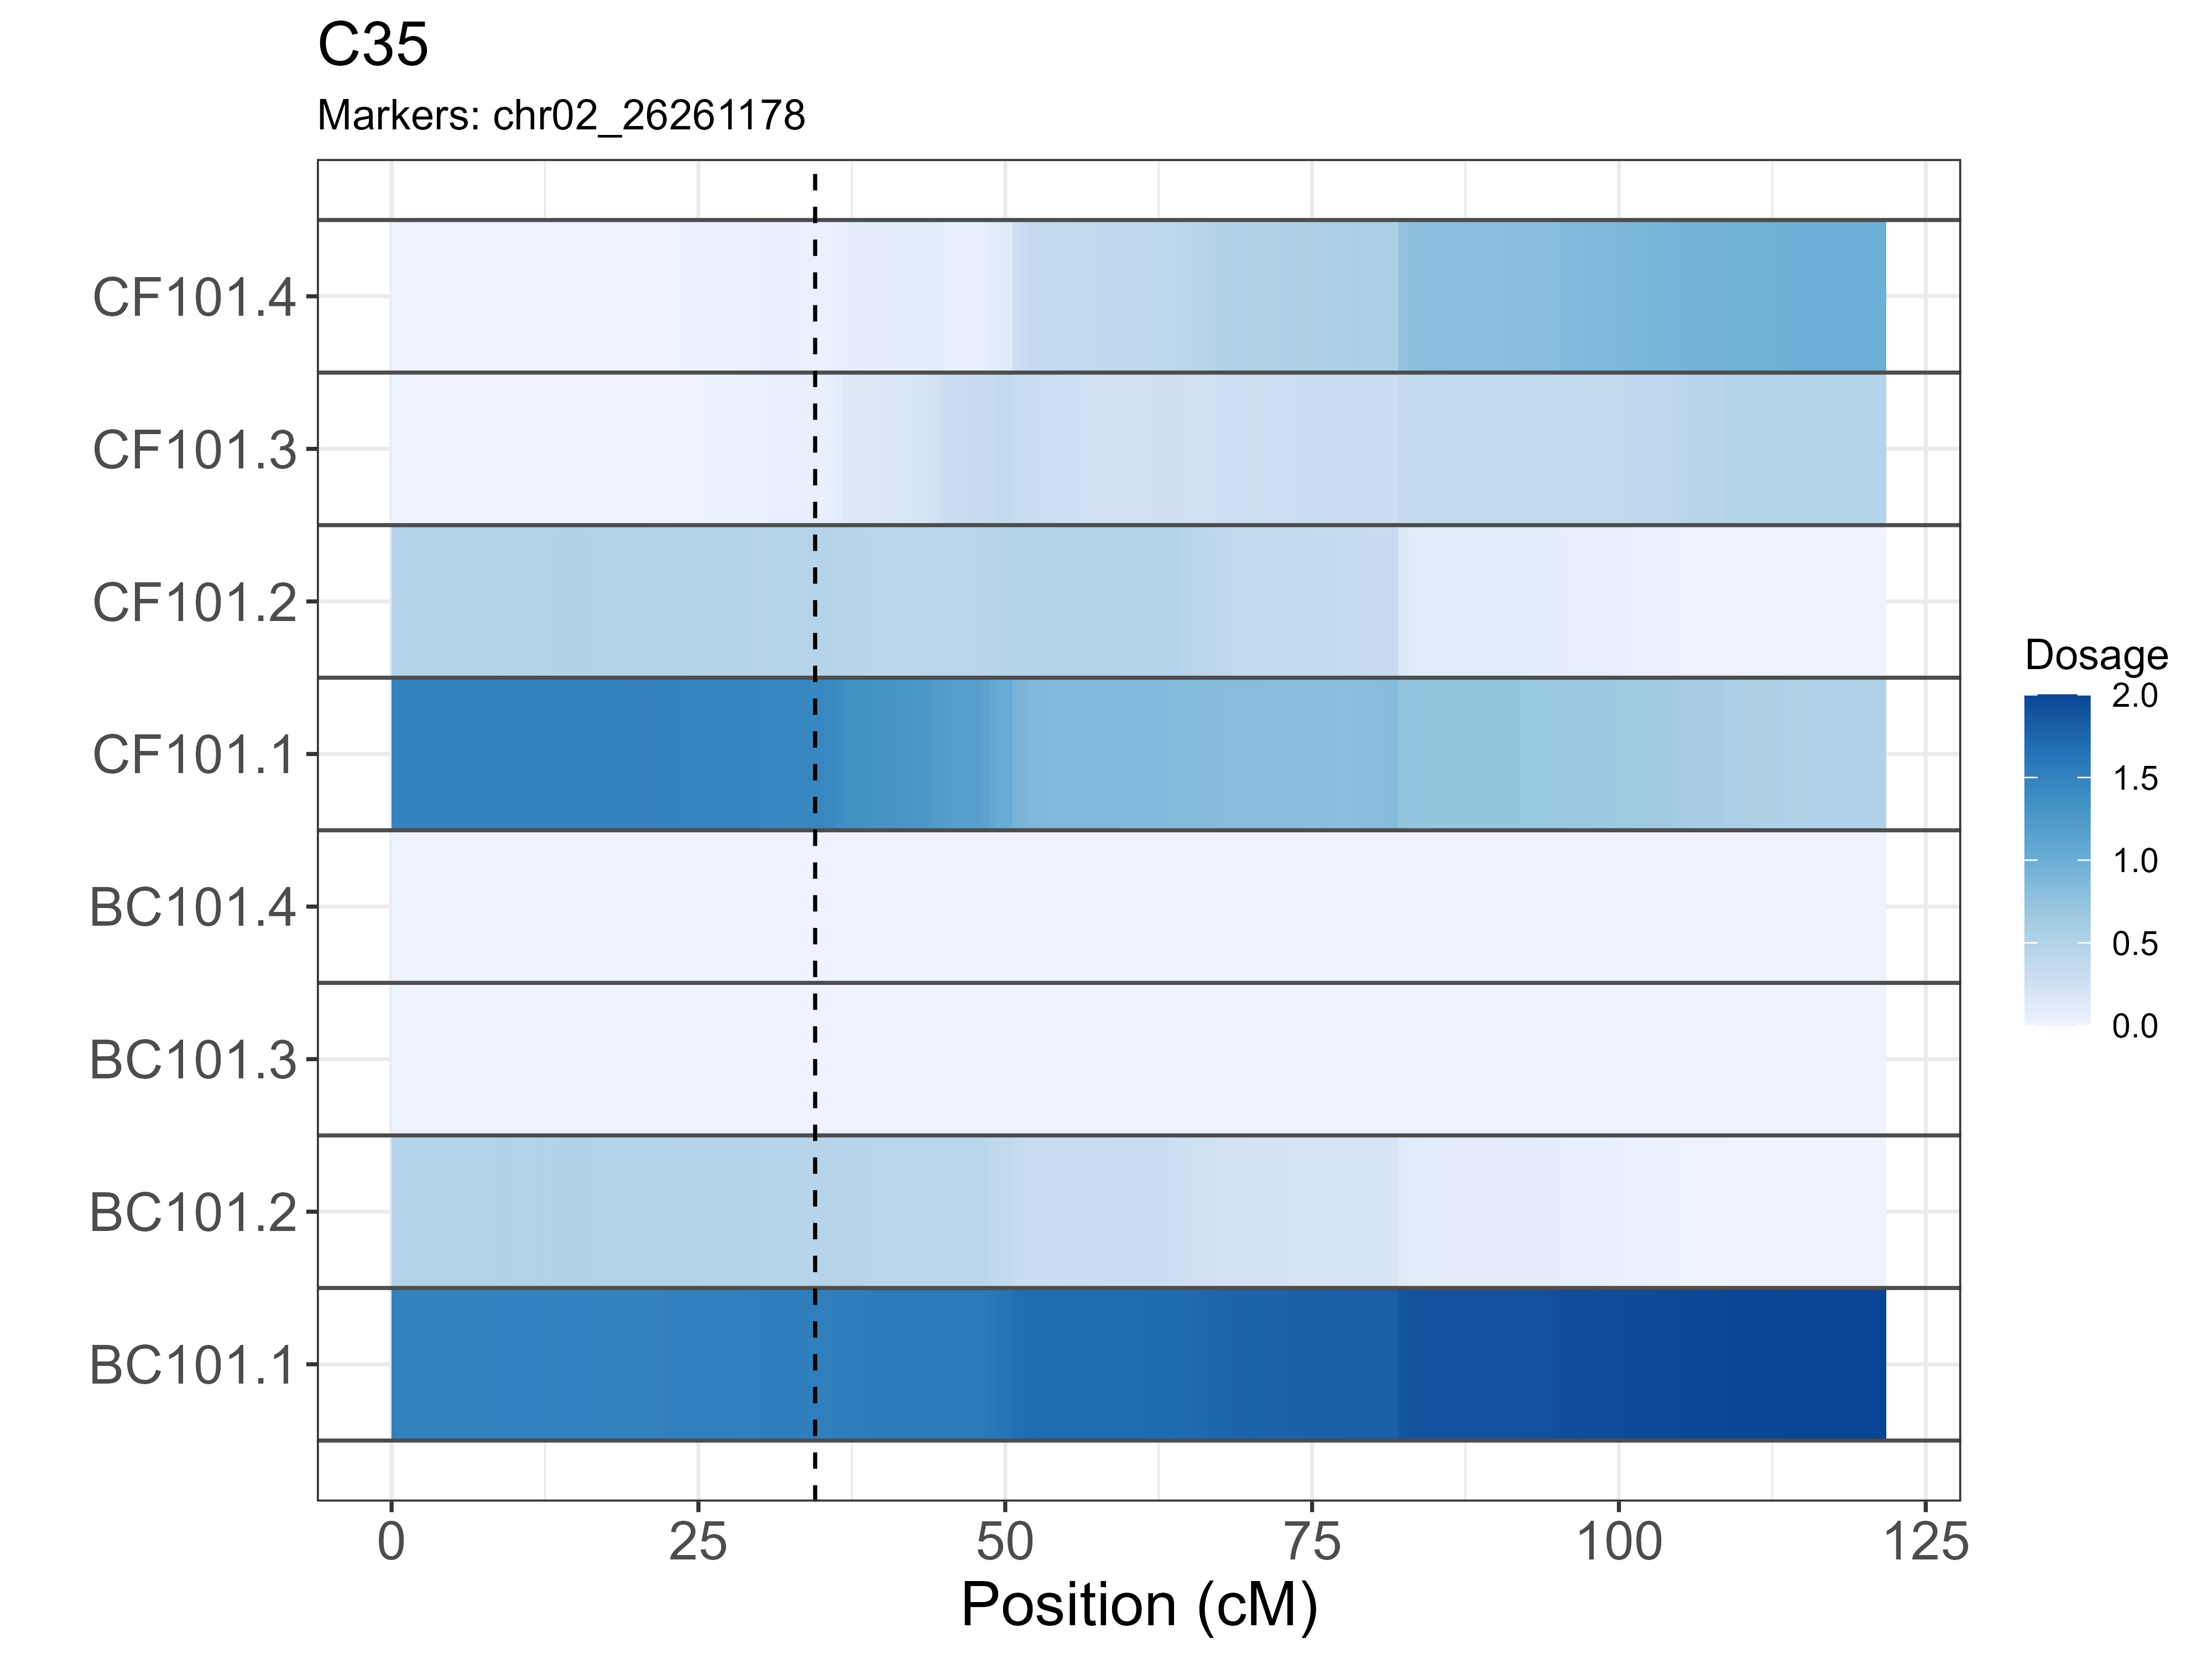 C35
Markers: chr02_26261178
CF101.4
CF101.3
CF101.2
CF101.1
BC101.4
BC101.3
BC101.2
BC101.1
0 25 50 75 100 125
Position (cM)
Dosage
2.0
1.5
1.0
0.5
0.0